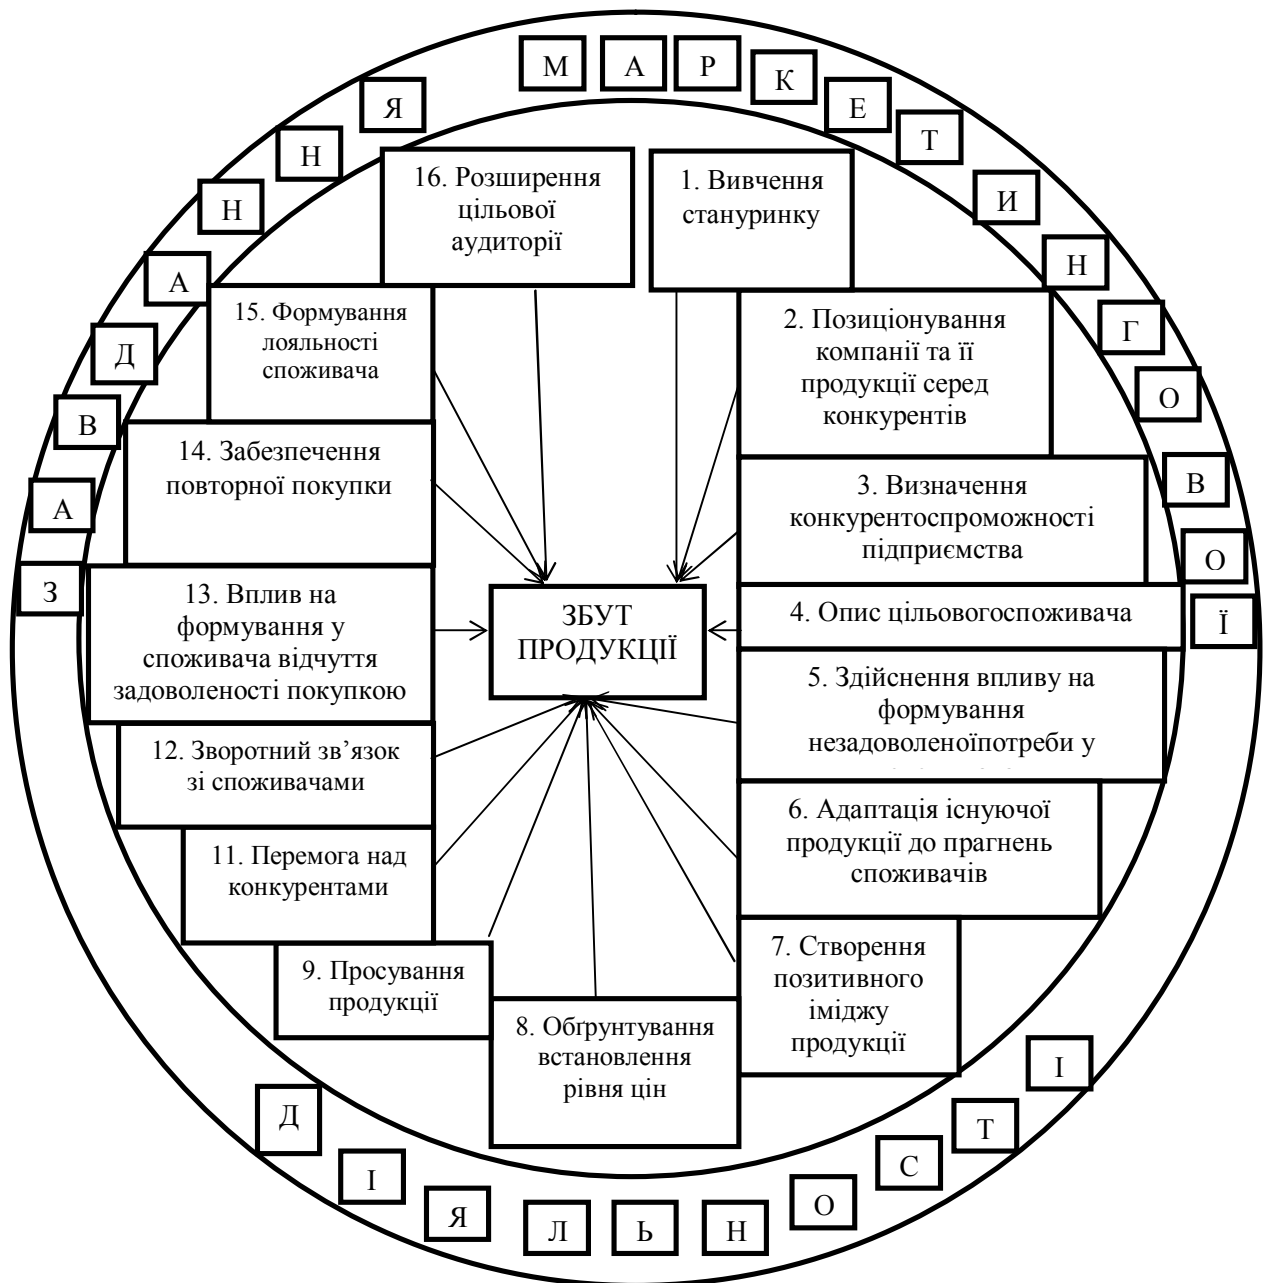 ЗАВДАННЯ
МАРКЕТИНГОВОЇ
ДІЯЛЬНОСТІ
1. Вивчення
стануринку
2. Позиціонування
компанії та її
продукції серед
конкурентів
3. Визначення
конкурентоспроможності
підприємства
4. Опис цільовогоспоживача
5. Здійснення впливу на
формування
незадоволеноїпотреби у
6. Адаптація існуючої
продукції до прагнень
споживачів
7. Створення
позитивного
іміджу
продукції
8. Обґрунтування
встановлення
рівня цін
9. Просування
продукції
11. Перемога над
конкурентами
12. Зворотний зв’язок
зі споживачами
13. Вплив на
формування у
споживача відчуття
задоволеності покупкою
14. Забезпечення
повторної покупки
15. Формування
лояльності
споживача
16. Розширення
цільової
аудиторії
ЗБУТ
ПРОДУКЦІЇ